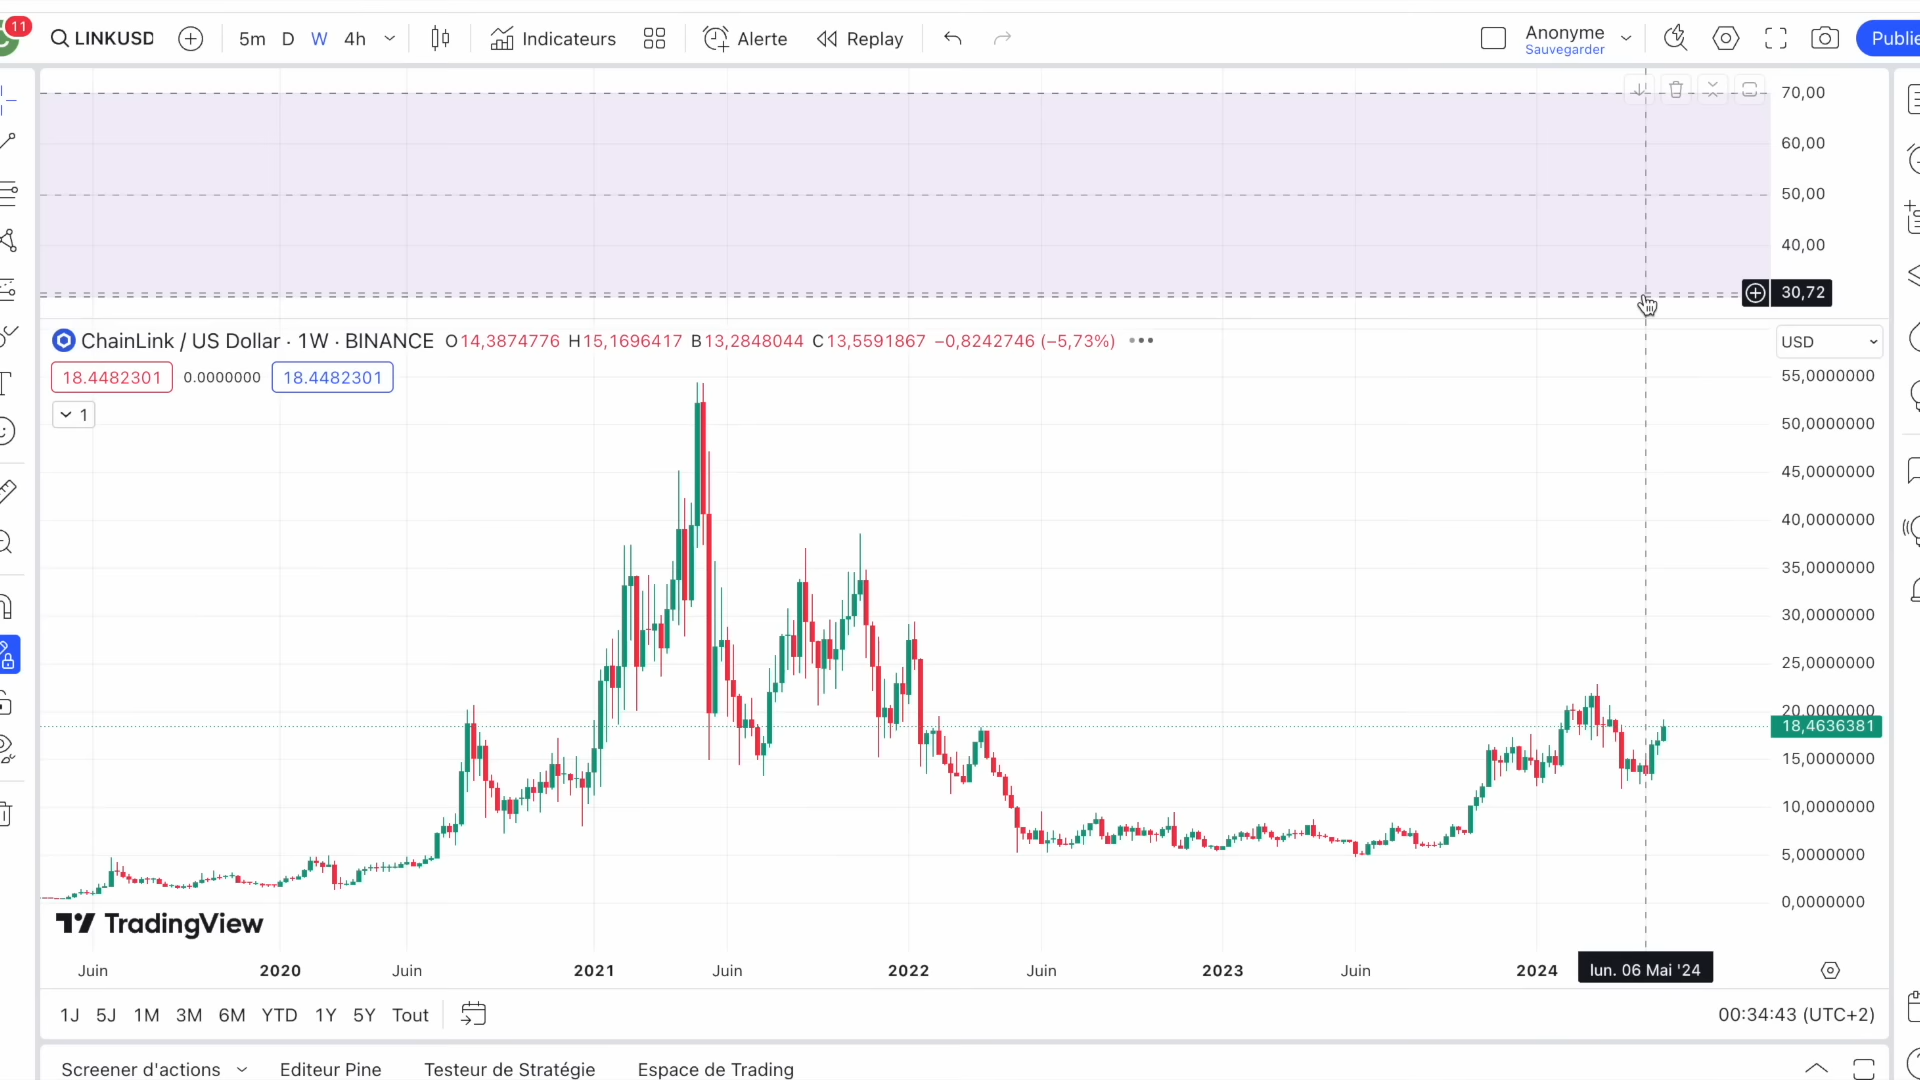 11
LINKUSD 5m D W 4h Indicateurs Alerte Replay Anonyme Sauvegarder Publie
70,00
60,00
50,00
40,00
30,72
ChainLink / US Dollar · 1W · BINANCE O14,3874776 H15,1696417 B13,2848044 C13,5591867 −0,8242746 (−5,73%)
USD
18.4482301 0.0000000 18.4482301
1
55,0000000
50,0000000
45,0000000
40,0000000
35,0000000
30,0000000
25,0000000
20,0000000
18,4636381
15,0000000
10,0000000
5,0000000
0,0000000
TradingView
Juin 2020 Juin 2021 Juin 2022 Juin 2023 Juin 2024 lun. 06 Mai '24
1J 5J 1M 3M 6M YTD 1Y 5Y Tout 00:34:43 (UTC+2)
Screener d'actions Editeur Pine Testeur de Stratégie Espace de Trading